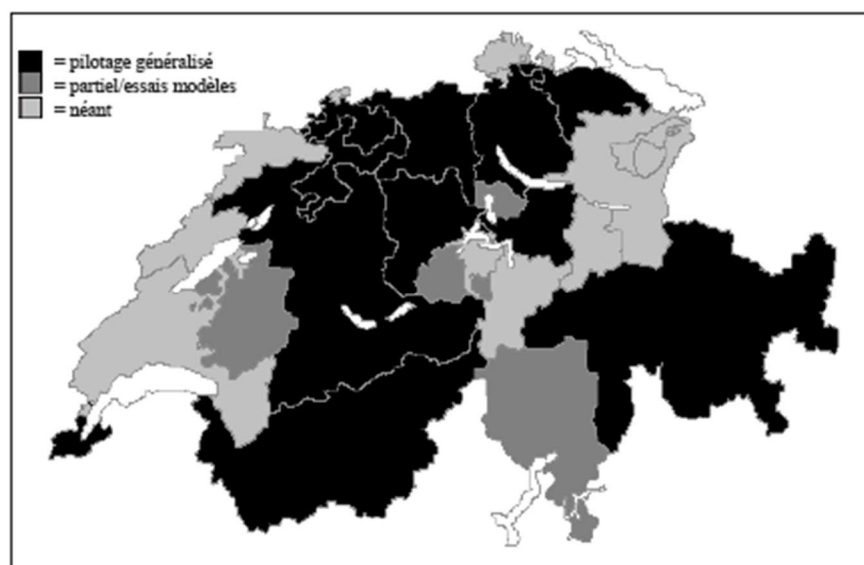 = pilotage généralisé
= partiel/essais modèles
= néant